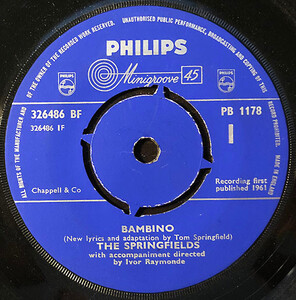 UNAUTHORISED PUBLIC PERFORMANCE, BROADCASTING AND COPYING OF THIS RECORD PROHIBITED. MADE IN ENGLAND
ALL RIGHTS OF THE MANUFACTURER AND OF THE OWNER OF THE RECORDED WORK RESERVED.
PHILIPS
PHILIPS
Minigroove 45
PHILIPS
326486 BF
326486 1F
PB 1178
I
Chappell & Co
Recording first
published 1961
BAMBINO
(New lyrics and adaptation by Tom Springfield)
THE SPRINGFIELDS
with accompaniment directed
by Ivor Raymonde